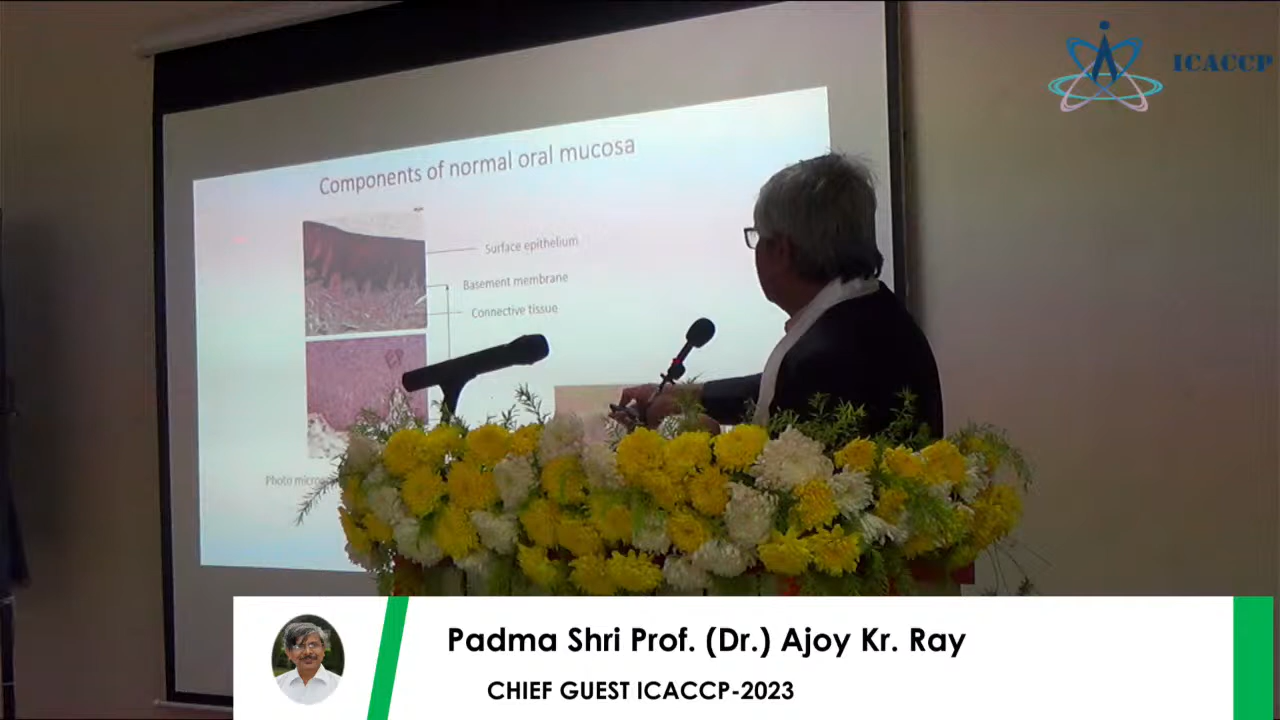 ICACCP
Components of normal oral mucosa
Surface epithelium
Basement membrane
Connective tissue
Photo
Padma Shri Prof. (Dr.) Ajoy Kr. Ray
CHIEF GUEST ICACCP-2023